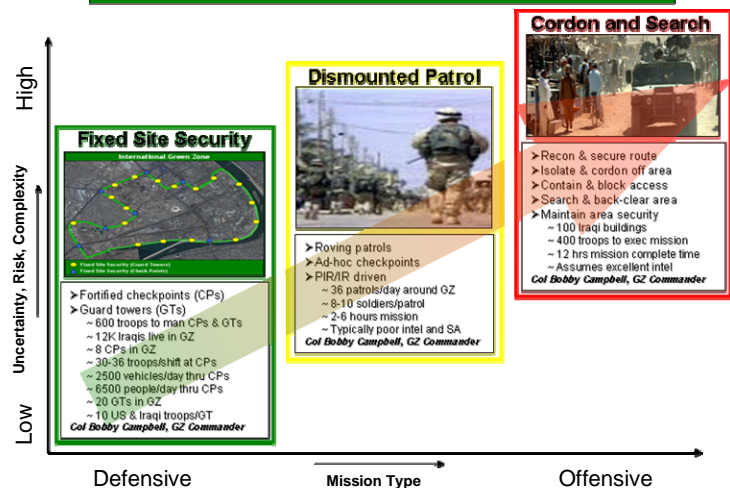 Cordon and Search
➢Recon & secure route
➢Isolate & cordon off area
➢Contain & block access
➢Search & back-clear area
➢Maintain area security
~ 100 Iraqi buildings
~ 400 troops to exec mission
~ 12 hrs mission complete time
~ Assumes excellent intel
Col Bobby Campbell, GZ Commander
Dismounted Patrol
➢Roving patrols
➢Ad-hoc checkpoints
➢PIR/IR driven
~ 36 patrols/day around GZ
~ 8-10 soldiers/patrol
~ 2-6 hours mission
~ Typically poor intel and SA
Col Bobby Campbell, GZ Commander
Fixed Site Security
International Green Zone
Fixed Site Security (Guard Towers)
Fixed Site Security (Check Points)
➢Fortified checkpoints (CPs)
➢Guard towers (GTs)
~ 600 troops to man CPs & GTs
~ 12K Iraqis live in GZ
~ 8 CPs in GZ
~ 30-36 troops/shift at CPs
~ 2500 vehicles/day thru CPs
~ 6500 people/day thru CPs
~ 20 GTs in GZ
~ 10 US & Iraqi troops/GT
Col Bobby Campbell, GZ Commander
High
Uncertainty, Risk, Complexity
Low
Defensive
Mission Type
Offensive